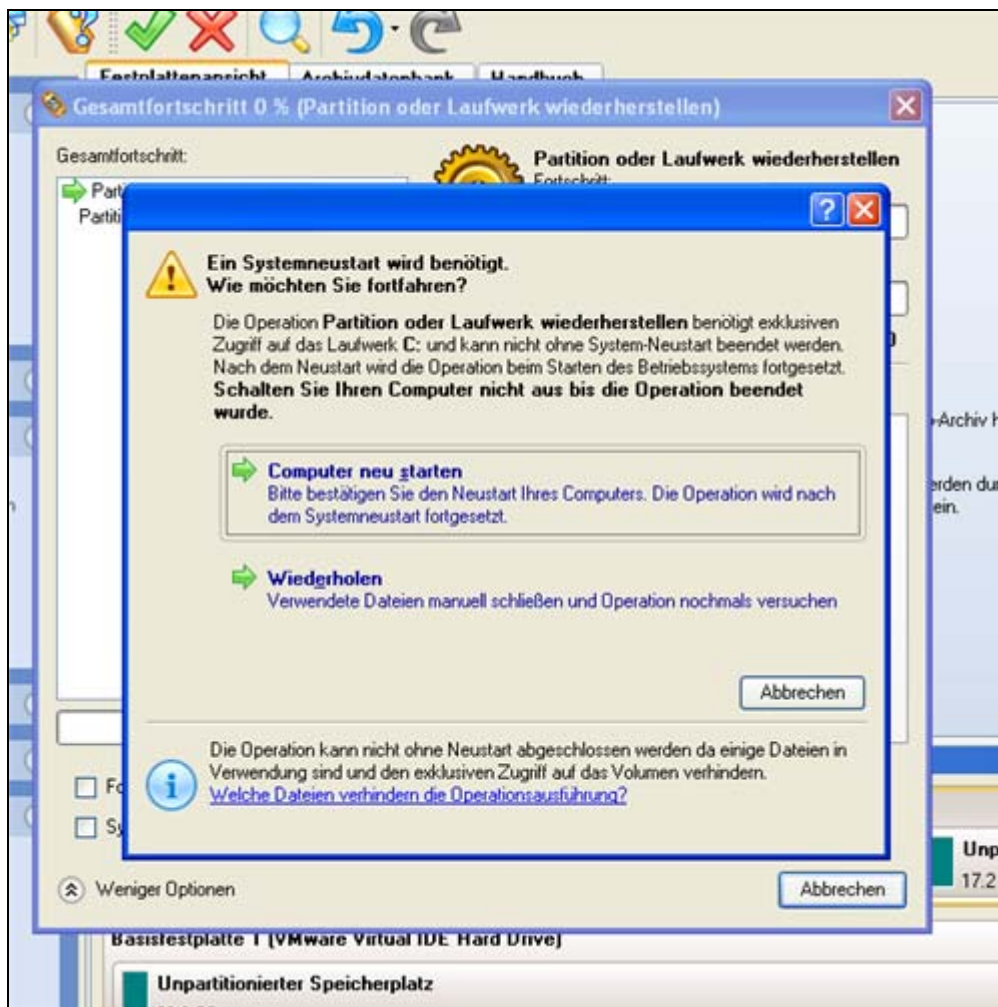 Festplattenansicht Archivdatenbank Handbuch
Gesamtfortschritt 0 % (Partition oder Laufwerk wiederherstellen)
Gesamtfortschritt:
Partition oder Laufwerk wiederherstellen
Fortschritt:
Ein Systemneustart wird benötigt.
Wie möchten Sie fortfahren?
Die Operation Partition oder Laufwerk wiederherstellen benötigt exklusiven
Zugriff auf das Laufwerk C: und kann nicht ohne System-Neustart beendet werden.
Nach dem Neustart wird die Operation beim Starten des Betriebssystems fortgesetzt.
Schalten Sie Ihren Computer nicht aus bis die Operation beendet
wurde.
Computer neu starten
Bitte bestätigen Sie den Neustart Ihres Computers. Die Operation wird nach
dem Systemneustart fortgesetzt.
Wiederholen
Verwendete Dateien manuell schließen und Operation nochmals versuchen
Abbrechen
Die Operation kann nicht ohne Neustart abgeschlossen werden da einige Dateien in
Verwendung sind und den exklusiven Zugriff auf das Volumen verhindern.
Welche Dateien verhindern die Operationsausführung?
-Archiv
ein.
17.2
Weniger Optionen
Abbrechen
Basisfestplatte 1 (VMware Virtual IDE Hard Drive)
Unpartitionierter Speicherplatz